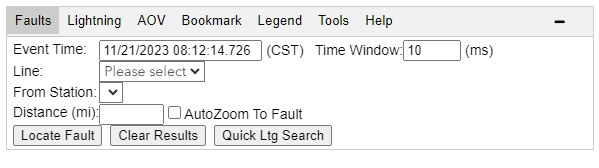 Faults Lightning AOV Bookmark Legend Tools Help
Event Time: 11/21/2023 08:12:14.726 (CST) Time Window: 10 (ms)
Line: Please select
From Station:
Distance (mi): AutoZoom To Fault
Locate Fault Clear Results Quick Ltg Search